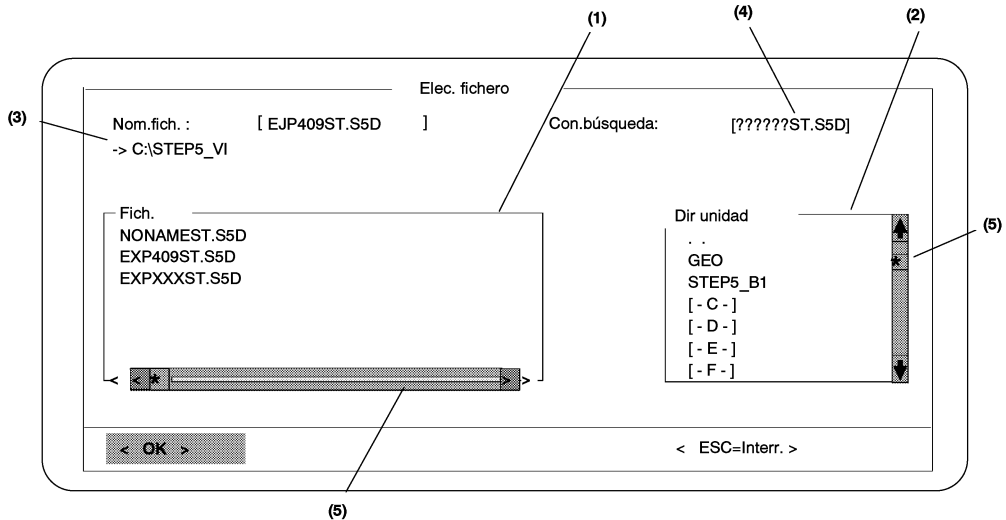 (1)
(4)
(2)
Elec. fichero
(3)
Nom.fich. : [ EJP409ST.S5D ] Con.búsqueda: [??????ST.S5D]
-> C:\STEP5_VI
Fich.
NONAMEST.S5D
EXP409ST.S5D
EXPXXXST.S5D
< < * > >
Dir unidad
. .
GEO
STEP5_B1
[ - C - ]
[ - D - ]
[ - E - ]
[ - F - ]
*
(5)
< OK > < ESC=Interr. >
(5)